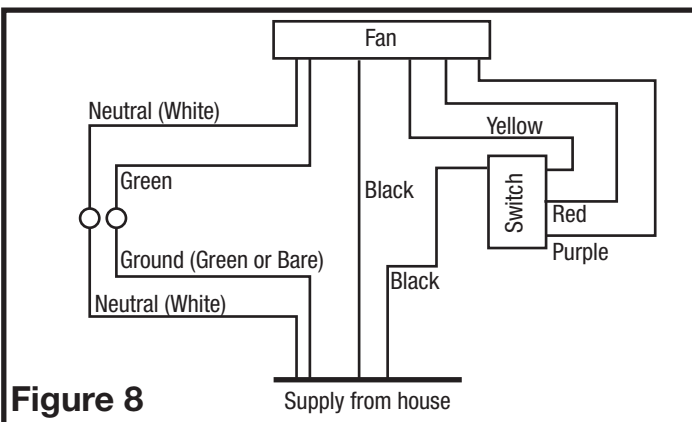 Fan
Neutral (White)
Yellow
Green
Black
Switch
Red
Purple
Ground (Green or Bare)
Black
Neutral (White)
Figure 8
Supply from house